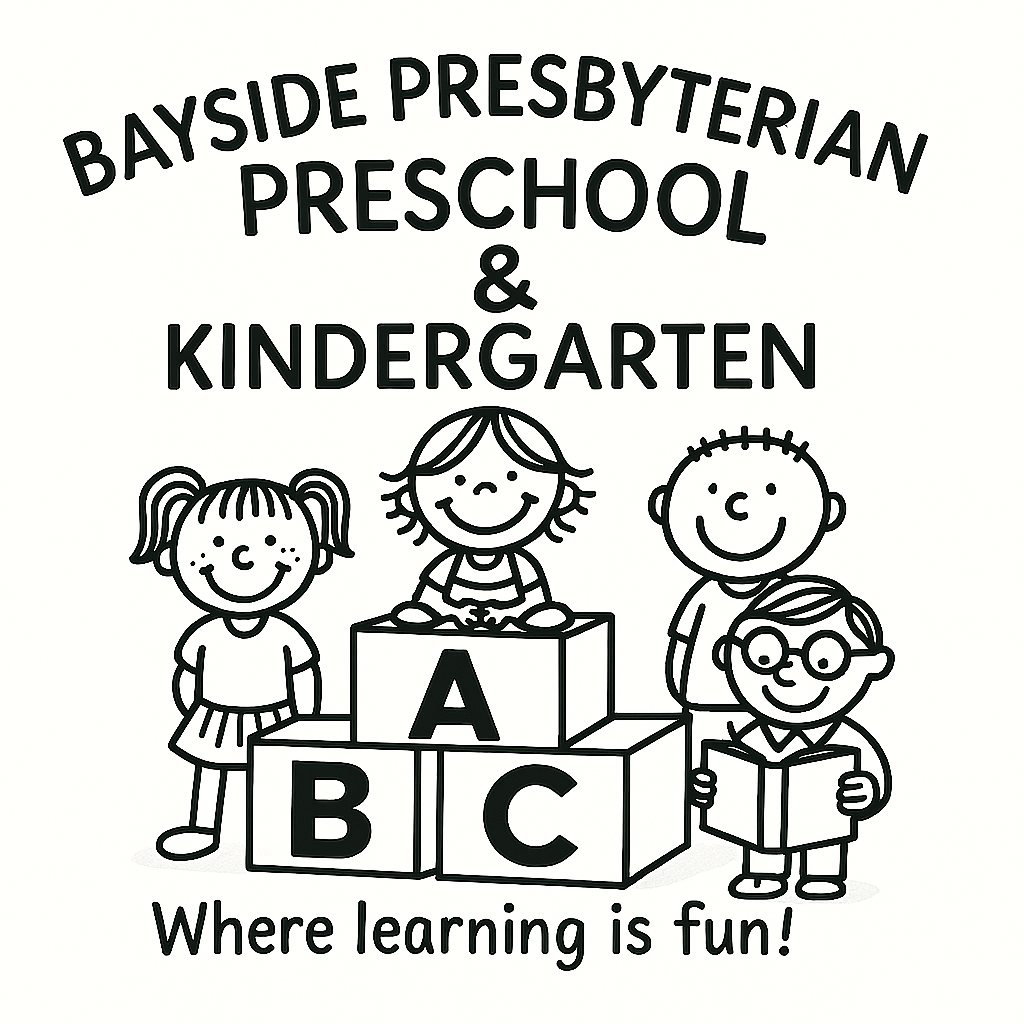 BAYSIDE PRESBYTERIAN
PRESCHOOL
&
KINDERGARTEN
A
B C
Where learning is fun!